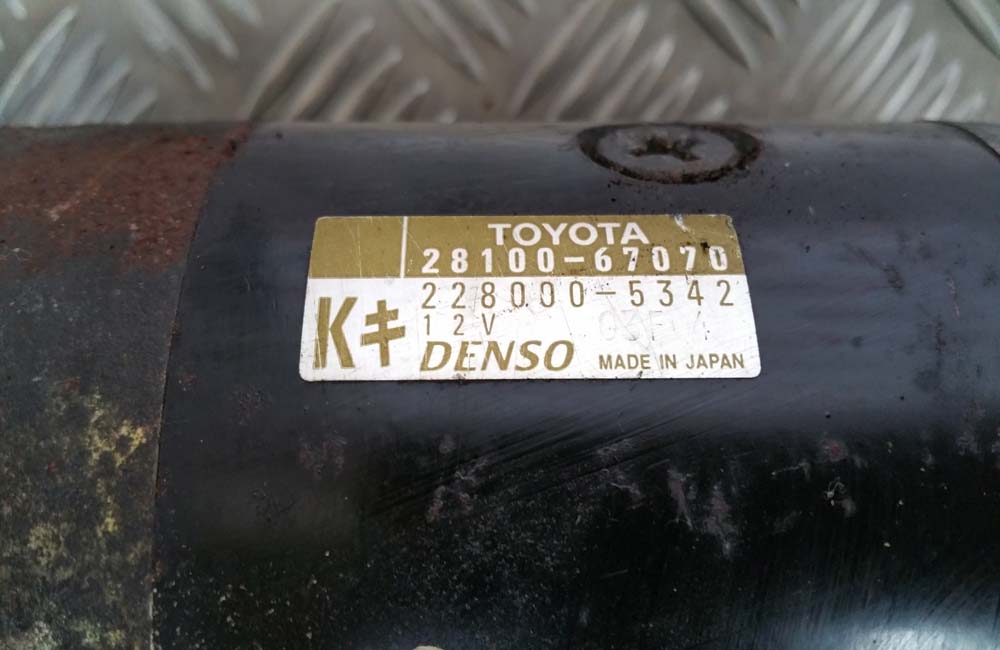 TOYOTA
28100-67070
228000-5342
Kキ
12V
DENSO MADE IN JAPAN